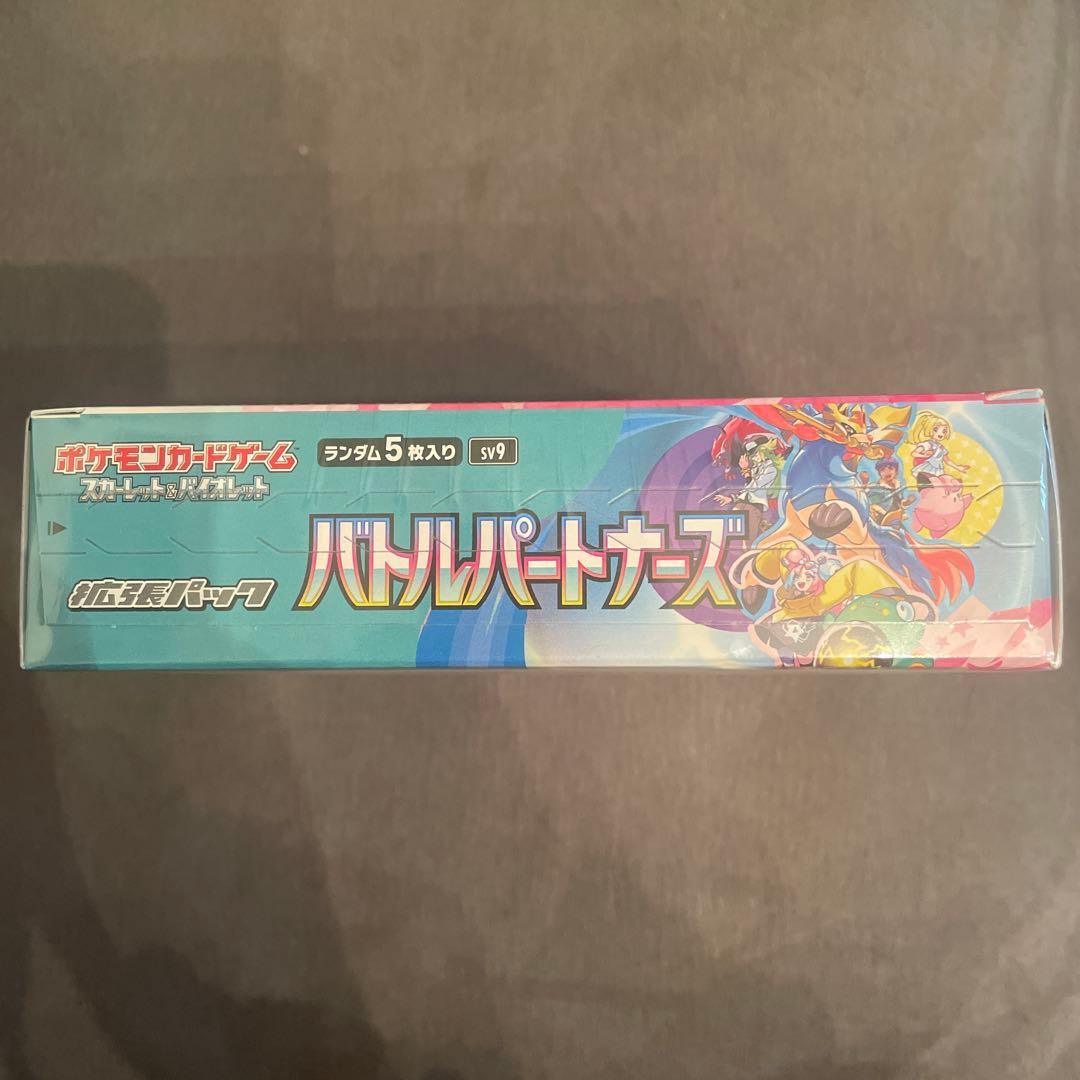 ポケモンカードゲーム
スカーレット&バイオレット
ランダム5枚入り
sv9
拡張パック
バトルパートナーズ